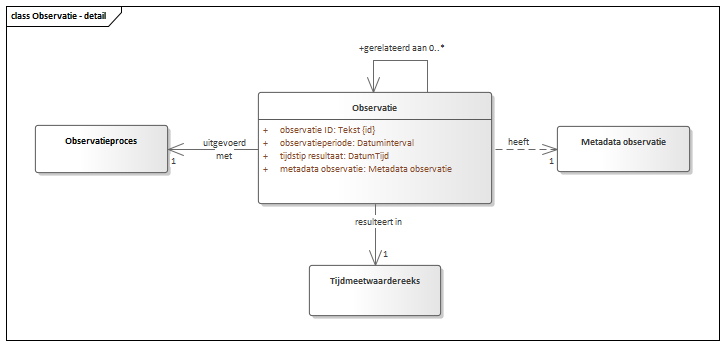 class Observatie - detail
+gerelateerd aan 0..*
Observatie
+ observatie ID: Tekst {id}
+ observatieperiode: Datuminterval
+ tijdstip resultaat: DatumTijd
+ metadata observatie: Metadata observatie
Observatieproces
uitgevoerd
met
1
heeft
1
Metadata observatie
resulteert in
1
Tijdmeetwaardereeks